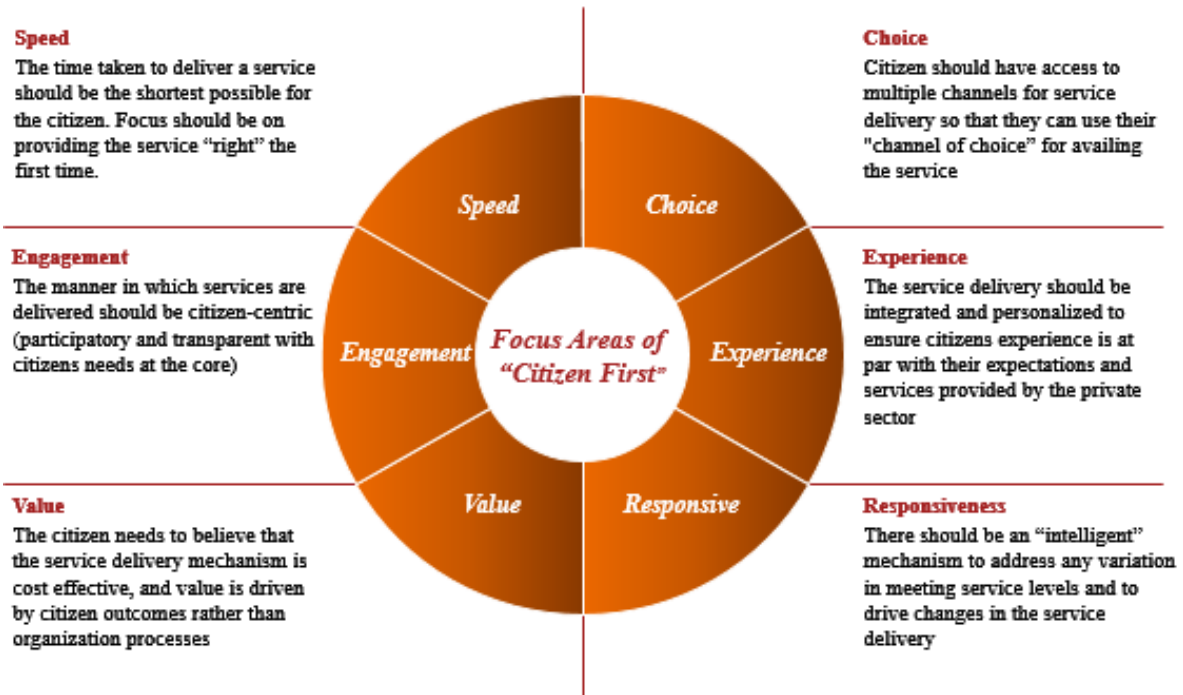 Speed
The time taken to deliver a service
should be the shortest possible for
the citizen. Focus should be on
providing the service “right” the
first time.
Choice
Citizen should have access to
multiple channels for service
delivery so that they can use their
"channel of choice” for availing
the service
Speed
Choice
Engagement
The manner in which services are
delivered should be citizen-centric
(participatory and transparent with
citizens needs at the core)
Engagement
Focus Areas of
“Citizen First”
Experience
Experience
The service delivery should be
integrated and personalized to
ensure citizens experience is at
par with their expectations and
services provided by the private
sector
Value
Responsive
Value
The citizen needs to believe that
the service delivery mechanism is
cost effective, and value is driven
by citizen outcomes rather than
organization processes
Responsiveness
There should be an “intelligent”
mechanism to address any variation
in meeting service levels and to
drive changes in the service
delivery